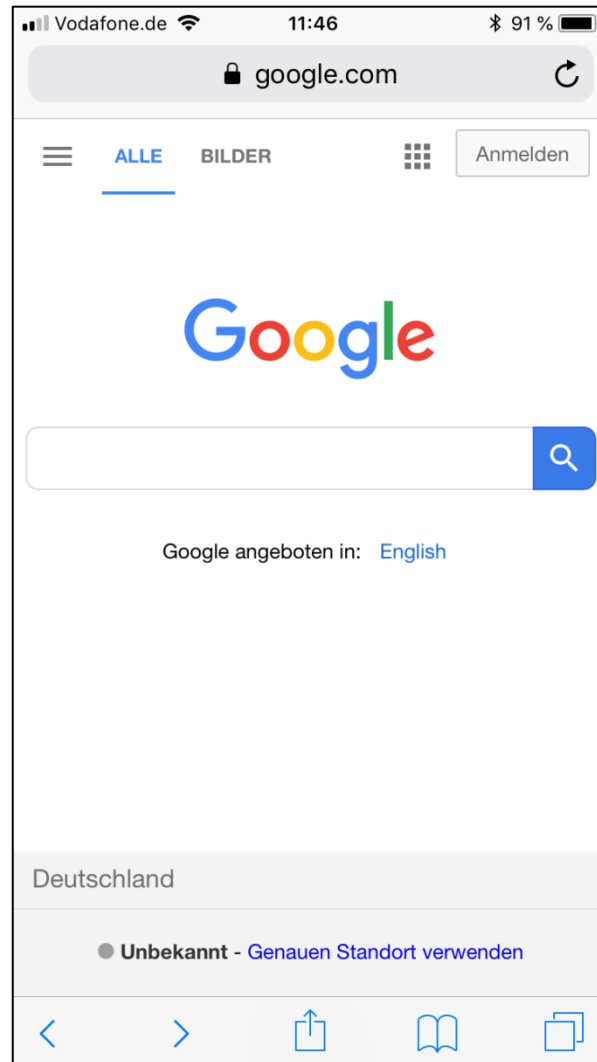 Vodafone.de 11:46 91 %
google.com
ALLE BILDER Anmelden
Google
Google angeboten in: English
Deutschland
Unbekannt - Genauen Standort verwenden